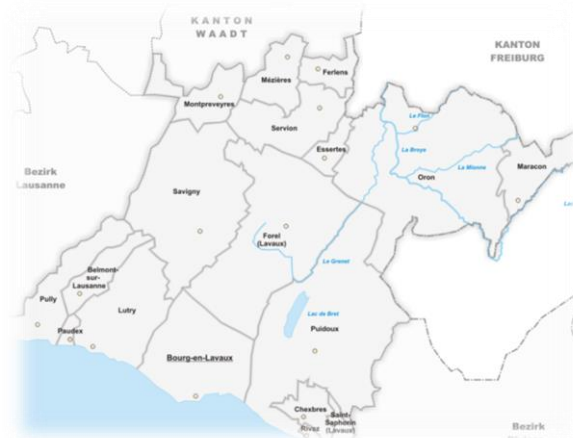 KANTON
WAADT
KANTON
FREIBURG
Mézières
Ferlens
Montpreveyres
Servion
Le Flon
Essertes
La Broye
La Mionne
Maracon
Oron
Bezirk
Lausanne
Savigny
Forel
(Lavaux)
Le Grenet
Belmont-
sur-
Lausanne
Pully
Lutry
Lac de Bret
Paudex
Puidoux
Bourg-en-Lavaux
Chexbres
Rivaz
Saint-
Saphorin
(Lavaux)
Bezirk